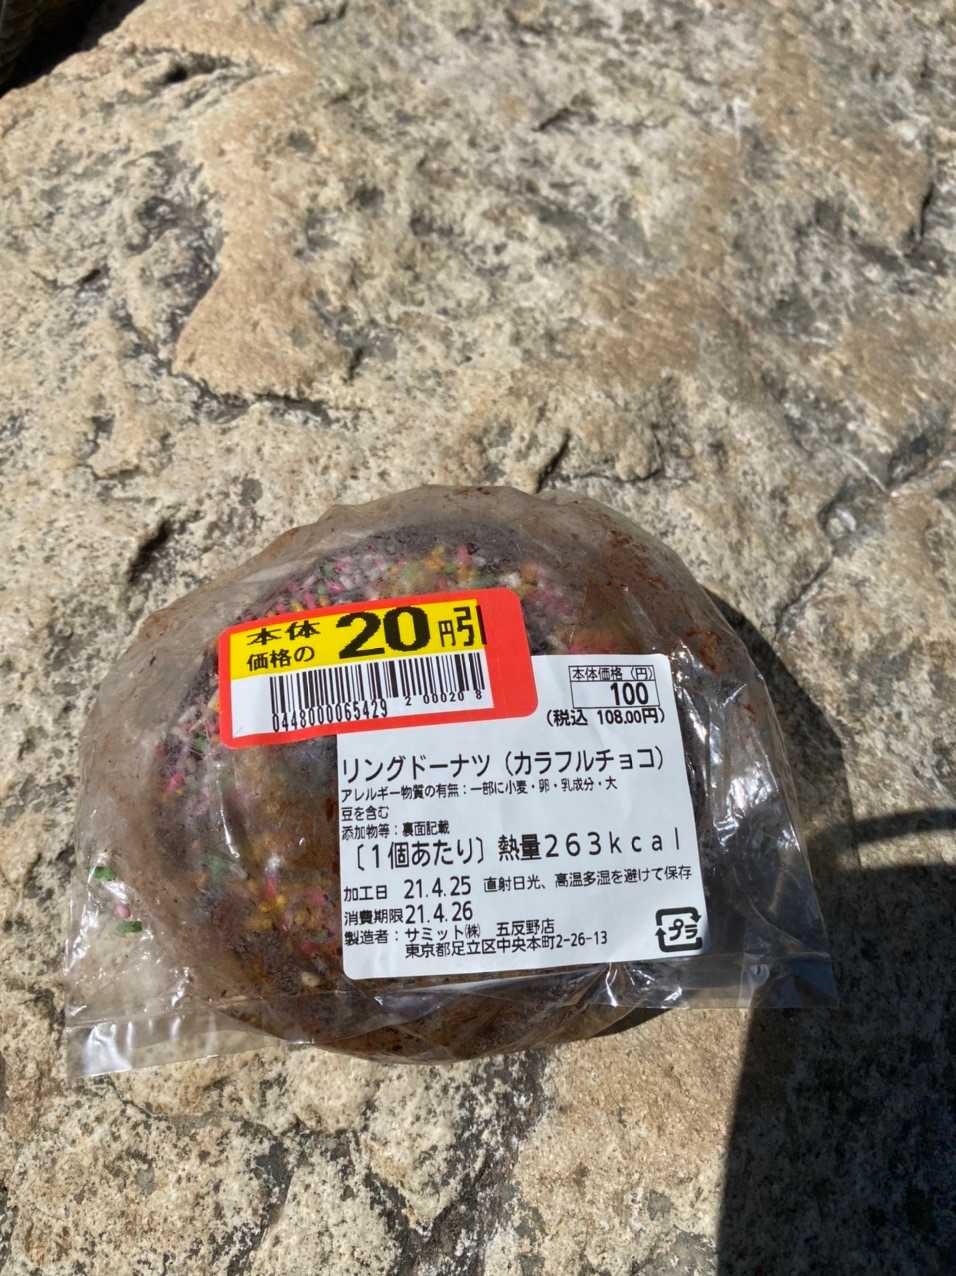 本体
価格の
20円引
0448000065429
2000208
本体価格（円）
100
（税込 108.00円）
リングドーナツ（カラフルチョコ）
アレルギー物質の有無：一部に小麦・卵・乳成分・大
豆を含む
添加物等：裏面記載
〔１個あたり〕熱量２６３ｋｃａｌ
加工日 21.4.25 直射日光、高温多湿を避けて保存
消費期限21.4.26
製造者：サミット㈱ 五反野店
東京都足立区中央本町2-26-13
プラ